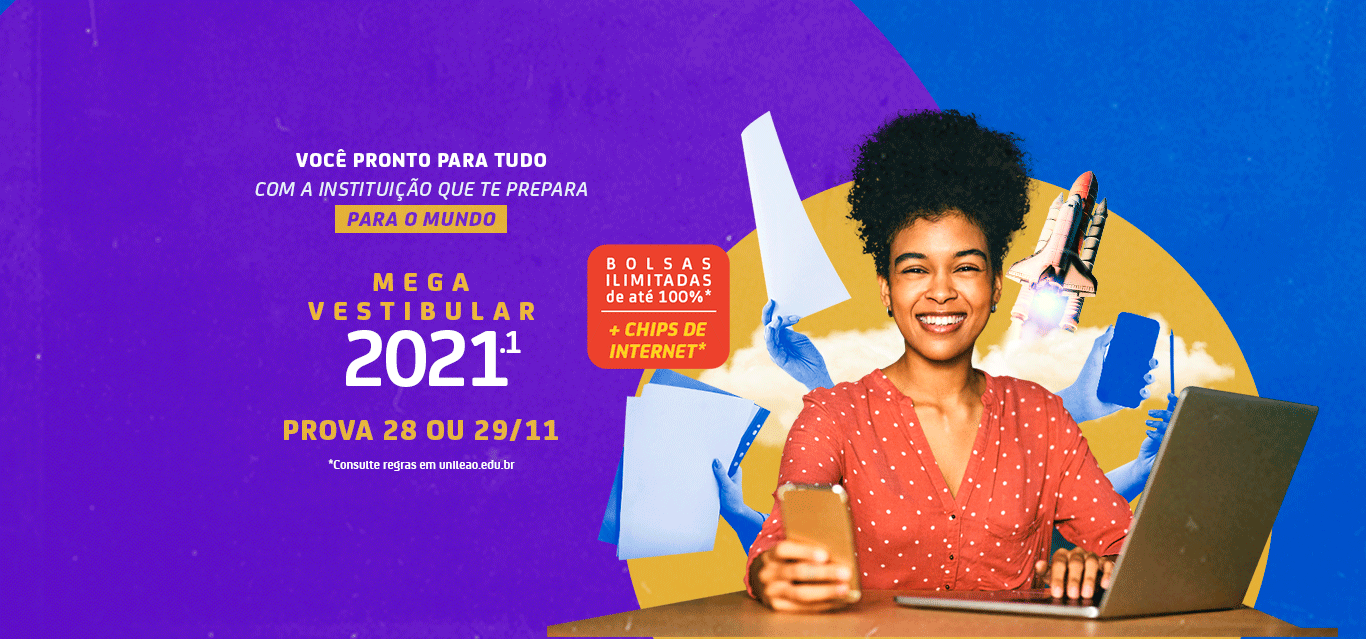 VOCÊ PRONTO PARA TUDO
COM A INSTITUIÇÃO QUE TE PREPARA
PARA O MUNDO
MEGA
VESTIBULAR
2021.1
PROVA 28 OU 29/11
*Consulte regras em unileao.edu.br
BOLSAS
ILIMITADAS
de até 100%*
+ CHIPS DE
INTERNET*